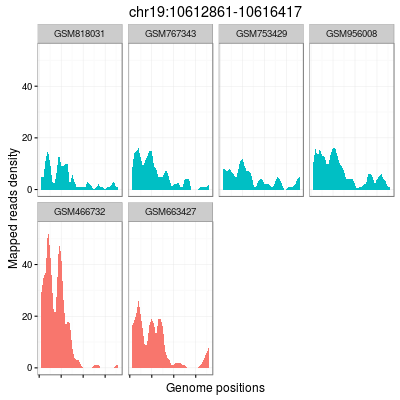 chr19:10612861-10616417
GSM818031 GSM767343 GSM753429 GSM956008
40
20
0
GSM466732 GSM663427
40
20
0
Mapped reads density
Genome positions